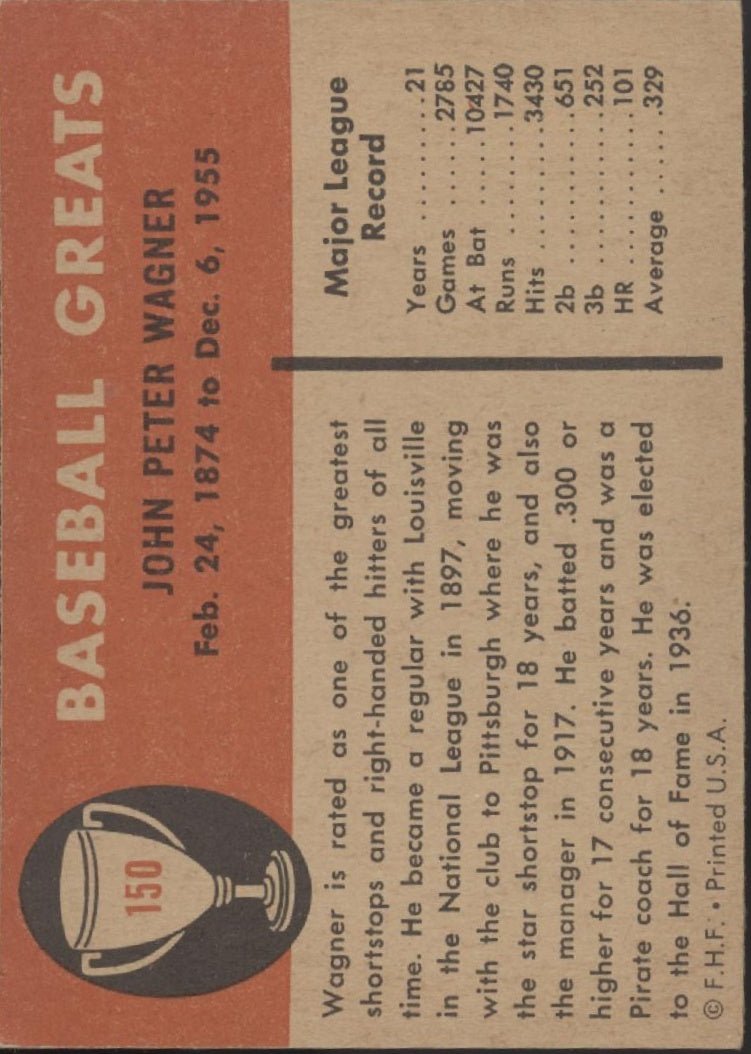 150
BASEBALL GREATS
JOHN PETER WAGNER
Feb. 24, 1874 to Dec. 6, 1955
Wagner is rated as one of the greatest
shortstops and right-handed hitters of all
time. He became a regular with Louisville
in the National League in 1897, moving
with the club to Pittsburgh where he was
the star shortstop for 18 years, and also
the manager in 1917. He batted .300 or
higher for 17 consecutive years and was a
Pirate coach for 18 years. He was elected
to the Hall of Fame in 1936.
© F.H.F. • Printed U.S.A.
Major League
Record
Years .........21
Games ......2785
At Bat .....10427
Runs ........1740
Hits .........3430
2b ...........651
3b ...........252
HR ...........101
Average ......329